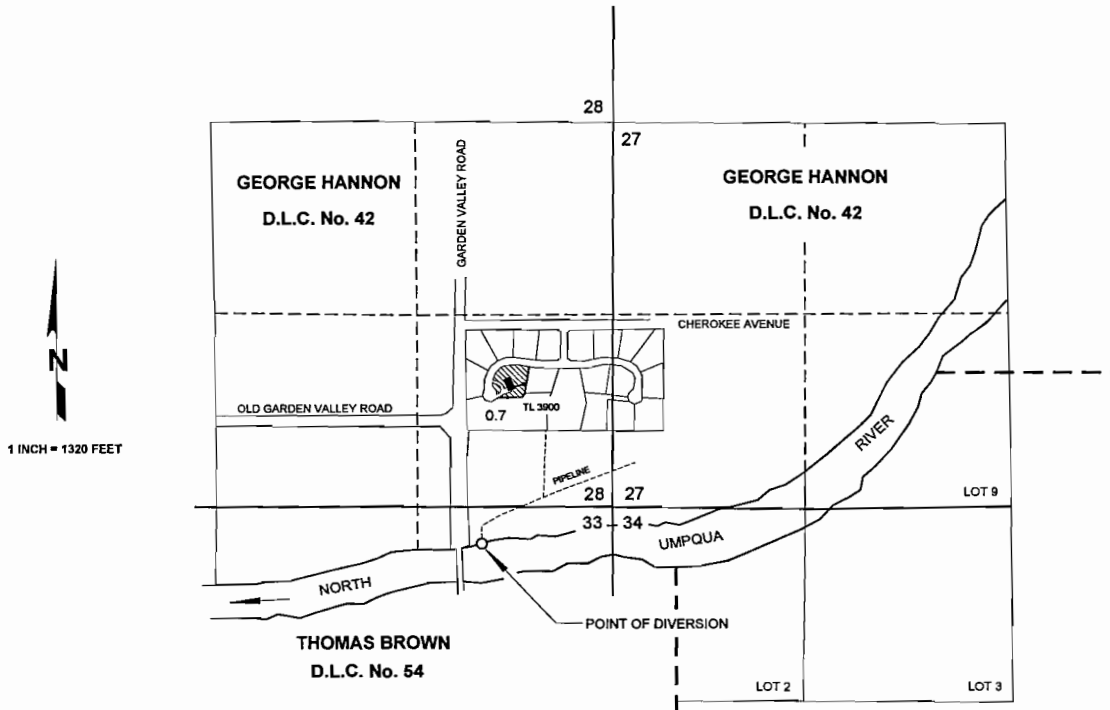 28
27
GEORGE HANNON
D.L.C. No. 42
GARDEN VALLEY ROAD
GEORGE HANNON
D.L.C. No. 42
N
1 INCH = 1320 FEET
CHEROKEE AVENUE
OLD GARDEN VALLEY ROAD
0.7
TL 3900
PIPELINE
RIVER
LOT 9
28
27
33
34
UMPQUA
NORTH
POINT OF DIVERSION
THOMAS BROWN
D.L.C. No. 54
LOT 2
LOT 3